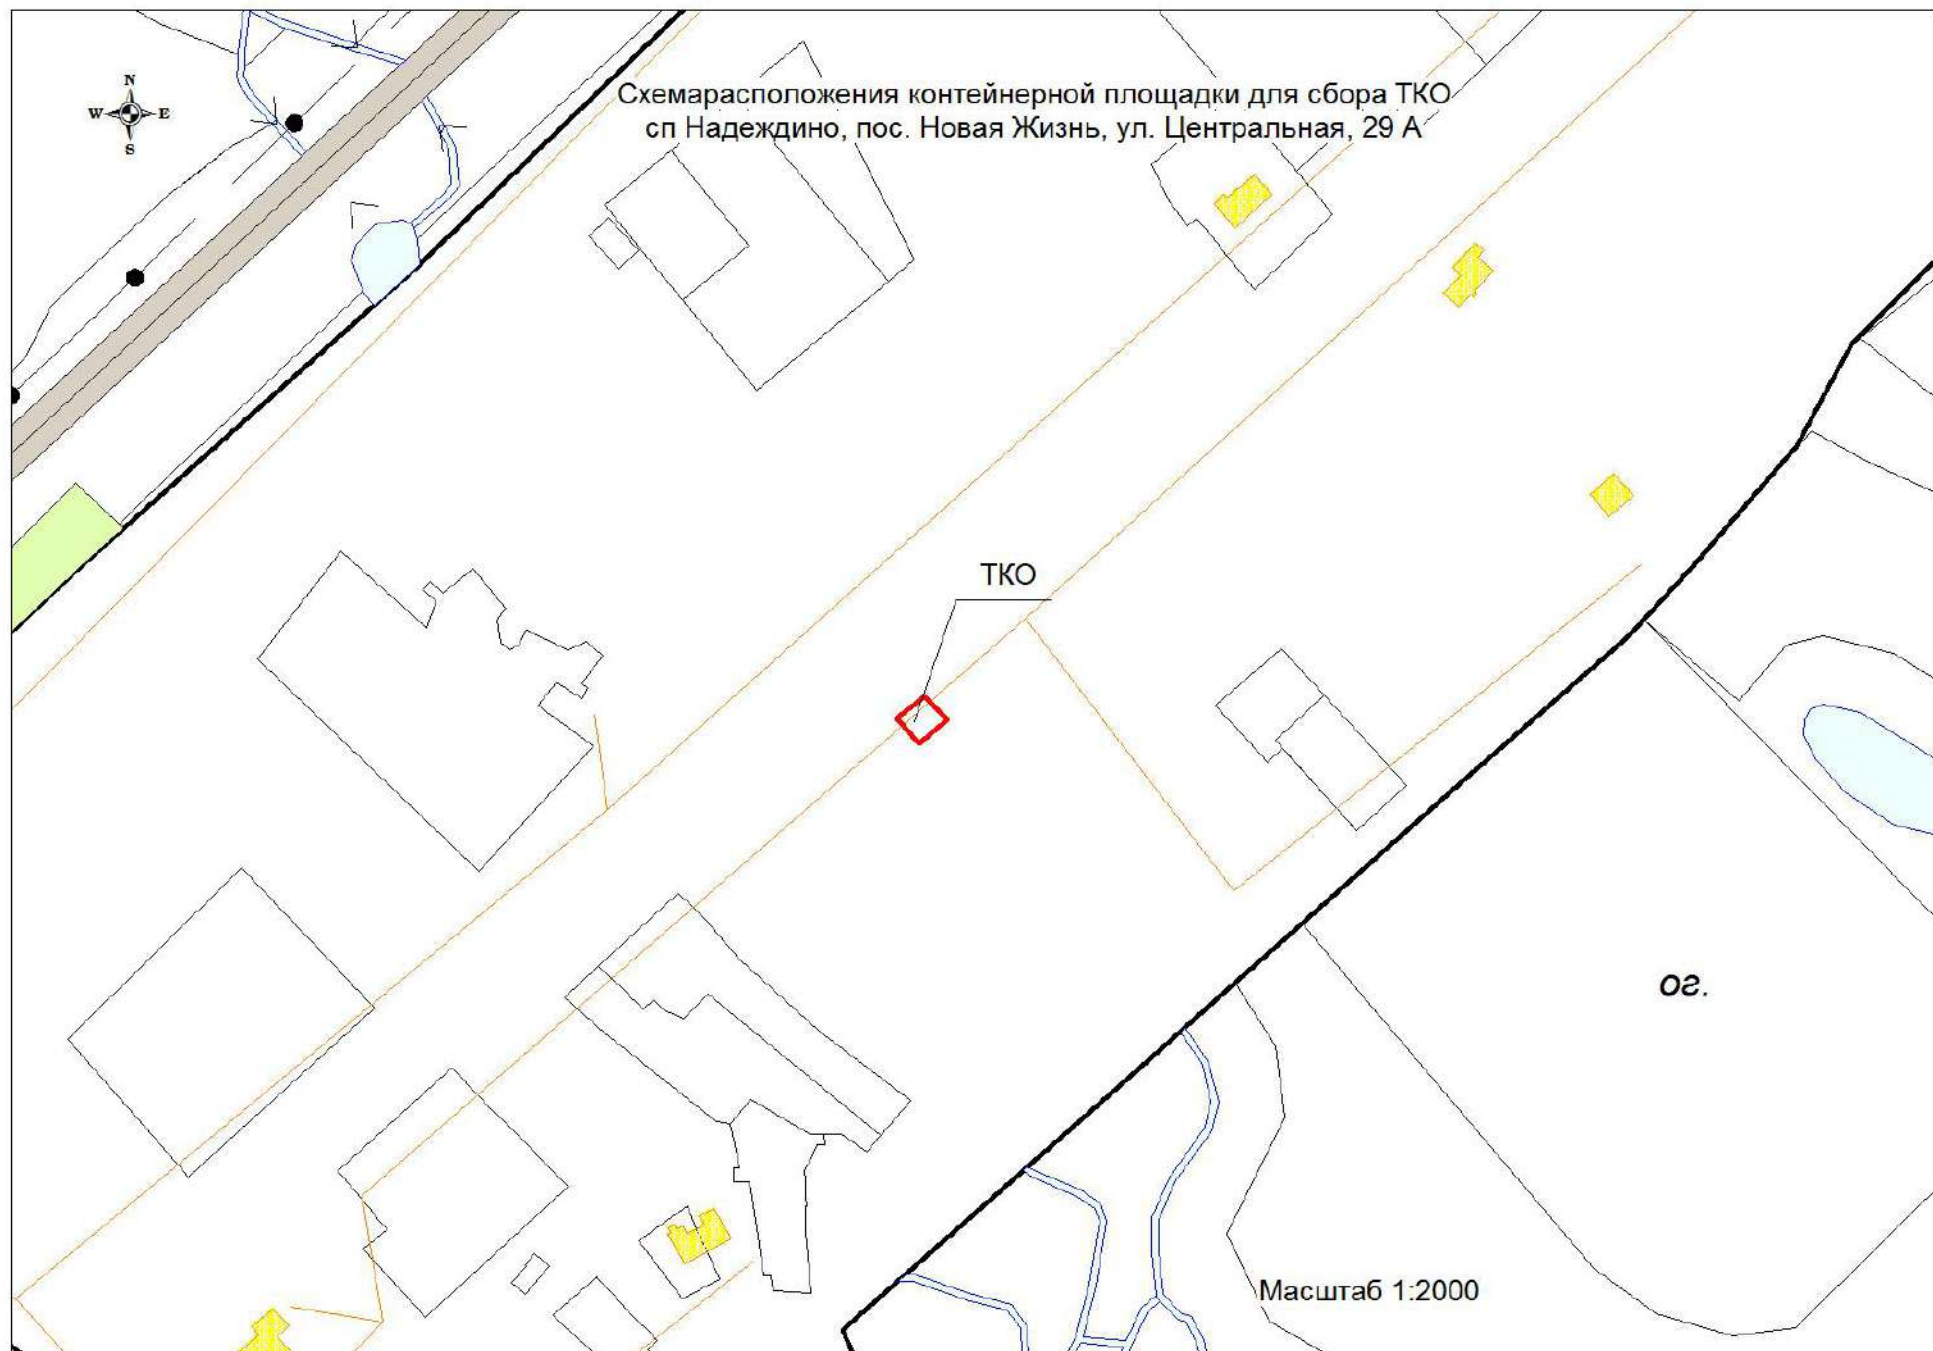 N
W E
S
Схемарасположения контейнерной площадки для сбора ТКО
сп Надеждино, пос. Новая Жизнь, ул. Центральная, 29 А
ТКО
ог.
Масштаб 1:2000